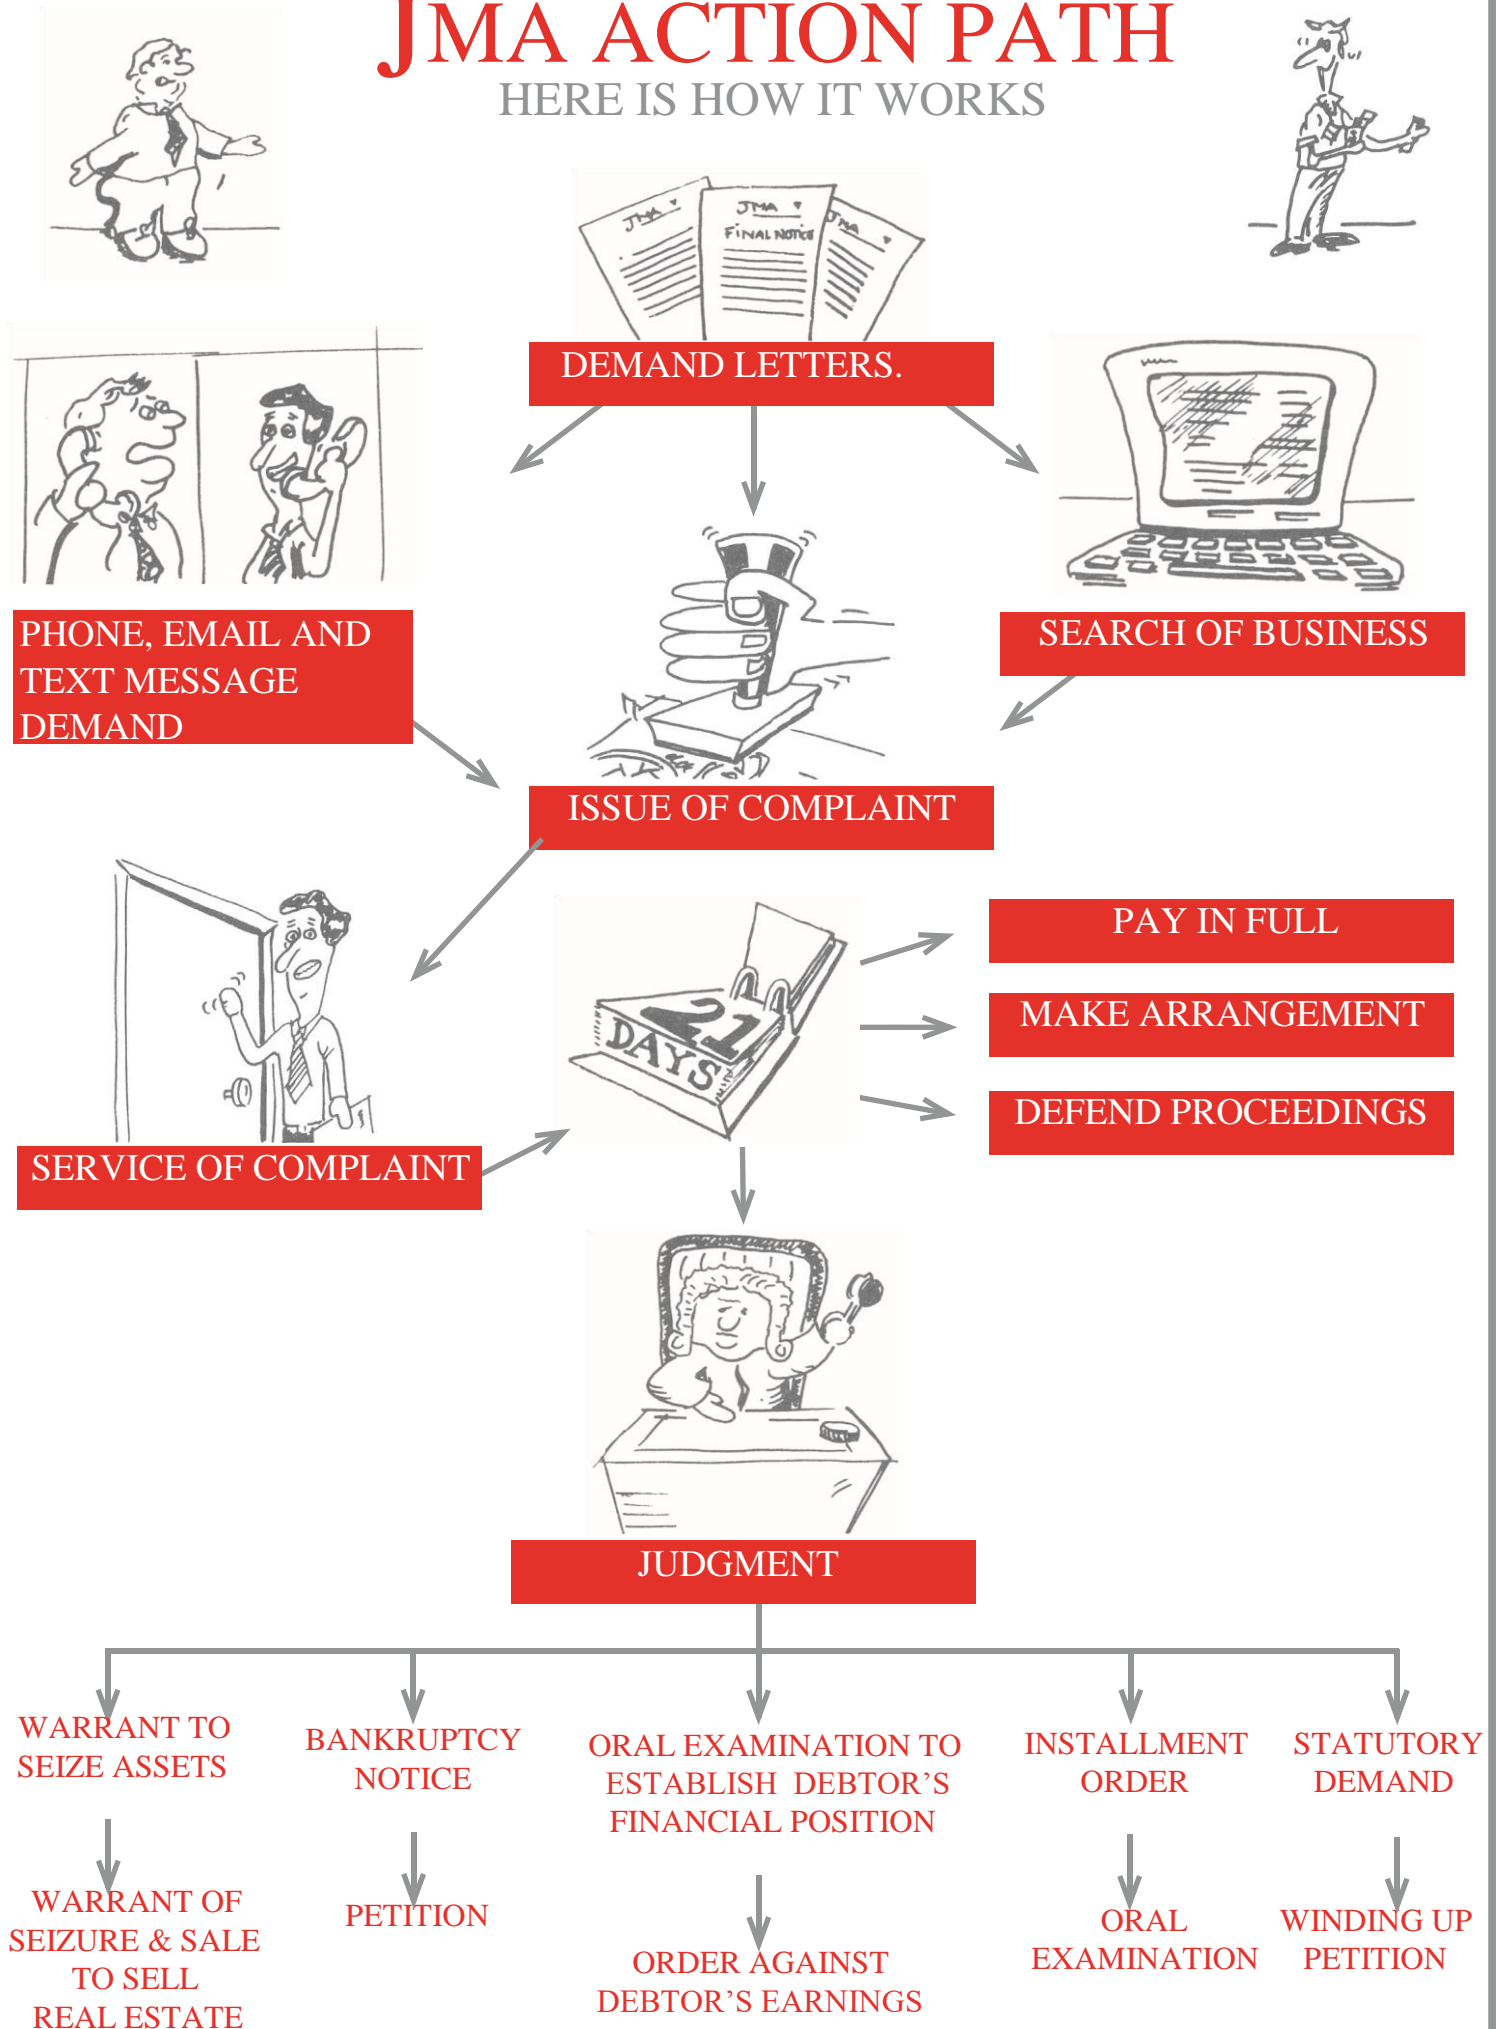 JMA ACTION PATH
HERE IS HOW IT WORKS
JMA
JMA
FINAL NOTICE
JMA
DEMAND LETTERS.
PHONE, EMAIL AND
TEXT MESSAGE
DEMAND
SEARCH OF BUSINESS
ISSUE OF COMPLAINT
21
DAYS
PAY IN FULL
MAKE ARRANGEMENT
DEFEND PROCEEDINGS
SERVICE OF COMPLAINT
JUDGMENT
WARRANT TO
SEIZE ASSETS
BANKRUPTCY
NOTICE
ORAL EXAMINATION TO
ESTABLISH DEBTOR'S
FINANCIAL POSITION
INSTALLMENT
ORDER
STATUTORY
DEMAND
WARRANT OF
SEIZURE & SALE
TO SELL
REAL ESTATE
PETITION
ORDER AGAINST
DEBTOR'S EARNINGS
ORAL
EXAMINATION
WINDING UP
PETITION